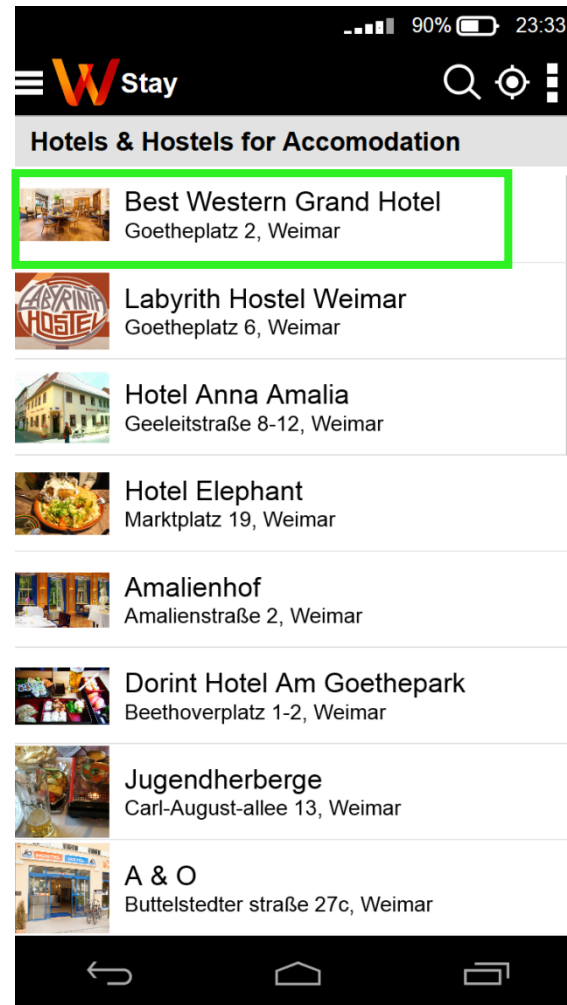 90% 23:33
W Stay
Hotels & Hostels for Accomodation
Best Western Grand Hotel
Goetheplatz 2, Weimar
LABYRINTH
HOSTEL
Labyrith Hostel Weimar
Goetheplatz 6, Weimar
Hotel Anna Amalia
Geeleitstraße 8-12, Weimar
Hotel Elephant
Marktplatz 19, Weimar
Amalienhof
Amalienstraße 2, Weimar
Dorint Hotel Am Goethepark
Beethoverplatz 1-2, Weimar
Jugendherberge
Carl-August-allee 13, Weimar
A & O
Buttelstedter straße 27c, Weimar